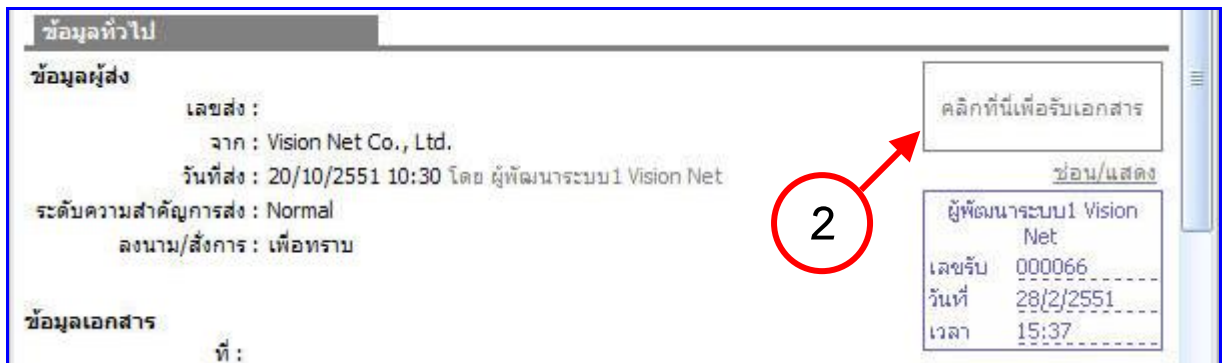 ข้อมูลทั่วไป
ข้อมูลผู้ส่ง
เลขส่ง :
จาก : Vision Net Co., Ltd.
วันที่ส่ง : 20/10/2551 10:30 โดย ผู้พัฒนาระบบ1 Vision Net
ระดับความสำคัญการส่ง : Normal
ลงนาม/สั่งการ : เพื่อทราบ
ข้อมูลเอกสาร
ที่ :
คลิกที่นี่เพื่อรับเอกสาร
2
ซ่อน/แสดง
ผู้พัฒนาระบบ1 Vision
Net
เลขรับ 000066
วันที่ 28/2/2551
เวลา 15:37